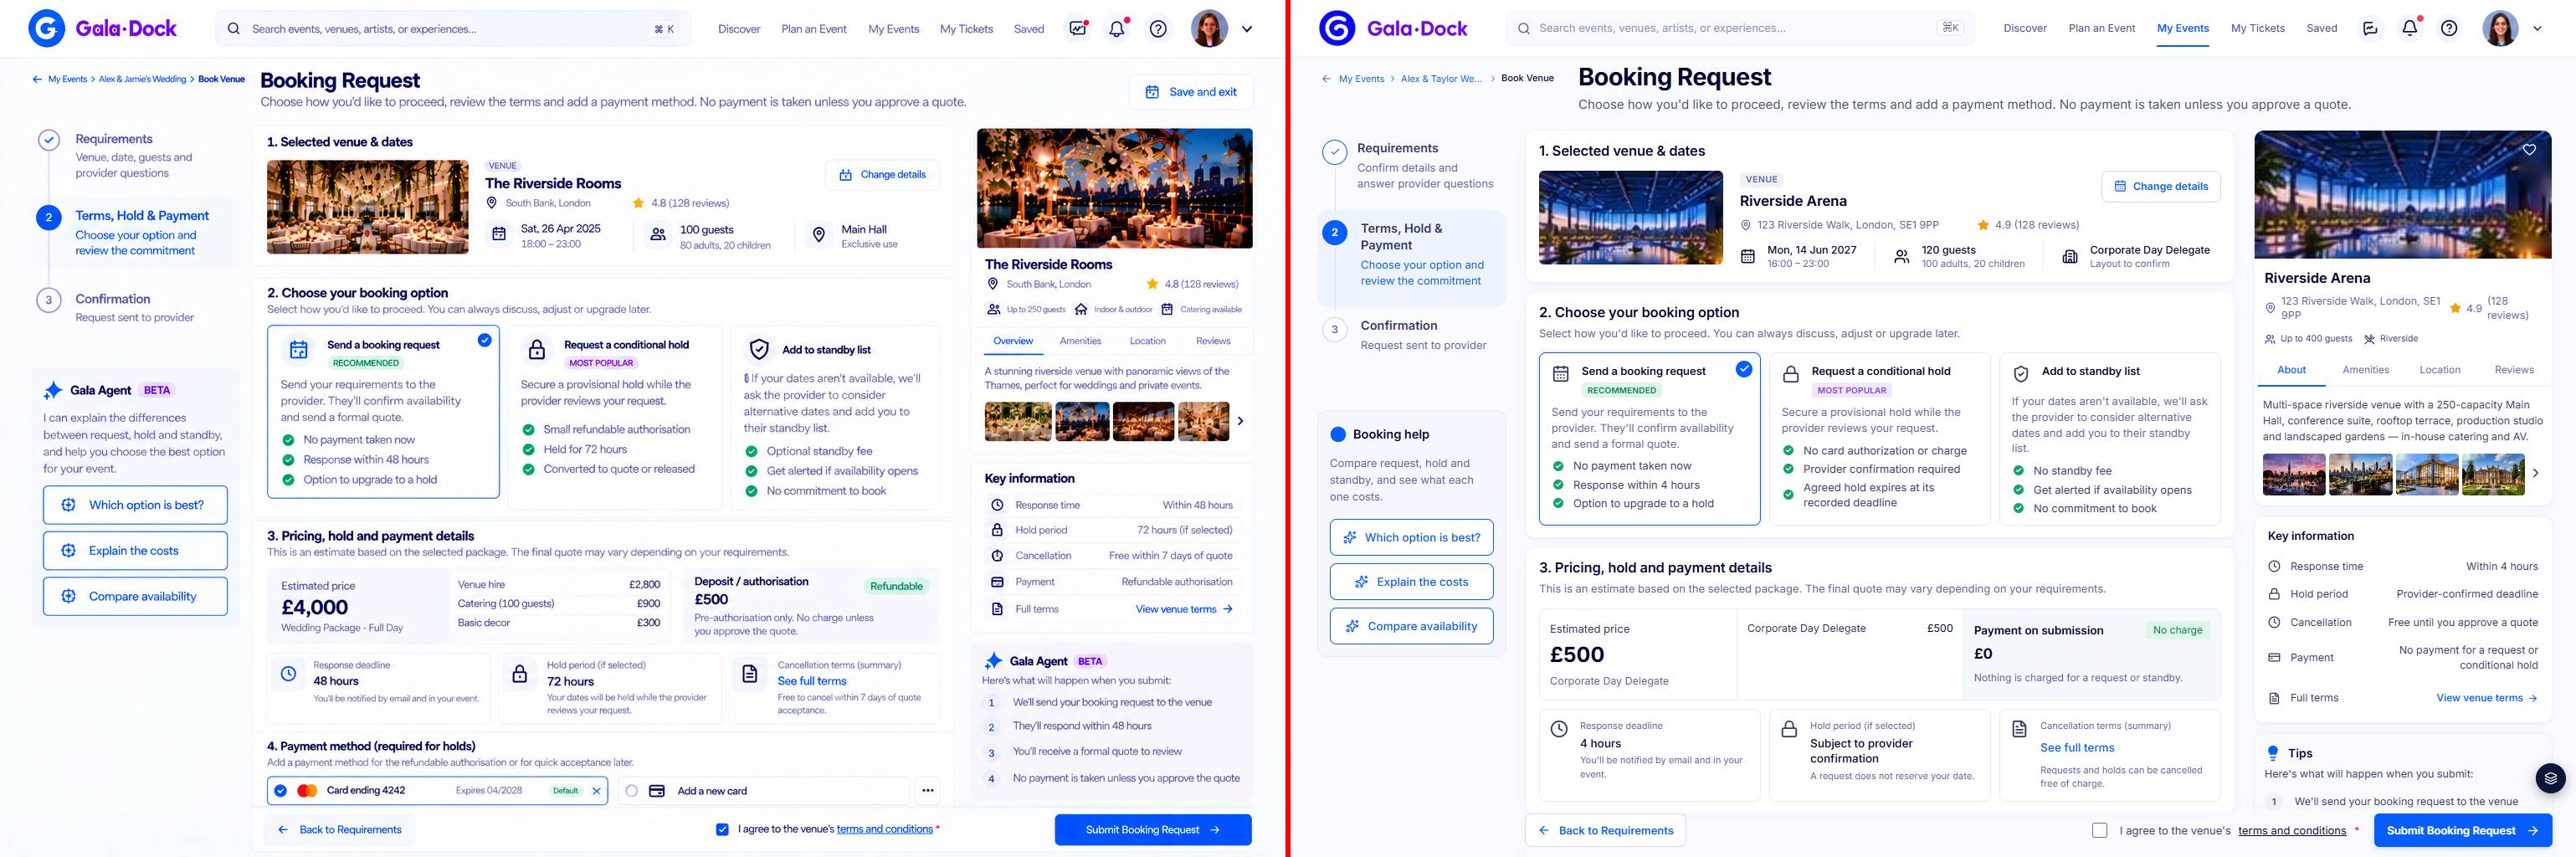 Gala·Dock
Search events, venues, artists, or experiences...
⌘ K
Discover
Plan an Event
My Events
My Tickets
Saved
My Events > Alex & Jamie's Wedding > Book Venue
Booking Request
Choose how you'd like to proceed, review the terms and add a payment method. No payment is taken unless you approve a quote.
Save and exit
Requirements
Venue, date, guests and
provider questions
2
Terms, Hold & Payment
Choose your option and
review the commitment
3
Confirmation
Request sent to provider
Gala Agent BETA
I can explain the differences
between request, hold and standby,
and help you choose the best option
for your event.
Which option is best?
Explain the costs
Compare availability
1. Selected venue & dates
VENUE
The Riverside Rooms
South Bank, London
4.8 (128 reviews)
Change details
Sat, 26 Apr 2025
18:00 – 23:00
100 guests
80 adults, 20 children
Main Hall
Exclusive use
2. Choose your booking option
Select how you'd like to proceed. You can always discuss, adjust or upgrade later.
Send a booking request
RECOMMENDED
Send your requirements to the
provider. They'll confirm availability
and send a formal quote.
No payment taken now
Response within 48 hours
Option to upgrade to a hold
Request a conditional hold
MOST POPULAR
Secure a provisional hold while the
provider reviews your request.
Small refundable authorisation
Held for 72 hours
Converted to quote or released
Add to standby list
If your dates aren't available, we'll
ask the provider to consider
alternative dates and add you to
their standby list.
Optional standby fee
Get alerted if availability opens
No commitment to book
3. Pricing, hold and payment details
This is an estimate based on the selected package. The final quote may vary depending on your requirements.
Estimated price
£4,000
Wedding Package - Full Day
Venue hire £2,800
Catering (100 guests) £900
Basic decor £300
Deposit / authorisation
Refundable
£500
Pre-authorisation only. No charge unless
you approve the quote.
Response deadline
48 hours
You'll be notified by email and in your event.
Hold period (if selected)
72 hours
Your dates will be held while the provider
reviews your request.
Cancellation terms (summary)
See full terms
Free to cancel within 7 days of quote
acceptance.
4. Payment method (required for holds)
Add a payment method for the refundable authorisation or for quick acceptance later.
Card ending 4242
Expires 04/2028
Default
Add a new card
Back to Requirements
I agree to the venue's terms and conditions *
Submit Booking Request
The Riverside Rooms
South Bank, London
4.8 (128 reviews)
Up to 250 guests
Indoor & outdoor
Catering available
Overview
Amenities
Location
Reviews
A stunning riverside venue with panoramic views of the
Thames, perfect for weddings and private events.
Key information
Response time Within 48 hours
Hold period 72 hours (if selected)
Cancellation Free within 7 days of quote
Payment Refundable authorisation
Full terms View venue terms
Gala Agent BETA
Here's what will happen when you submit:
1 We'll send your booking request to the venue
2 They'll respond within 48 hours
3 You'll receive a formal quote to review
4 No payment is taken unless you approve the quote
Gala·Dock
Search events, venues, artists, or experiences...
⌘K
Discover
Plan an Event
My Events
My Tickets
Saved
My Events > Alex & Taylor We... > Book Venue
Booking Request
Choose how you'd like to proceed, review the terms and add a payment method. No payment is taken unless you approve a quote.
Requirements
Confirm details and
answer provider questions
2
Terms, Hold &
Payment
Choose your option and
review the commitment
3
Confirmation
Request sent to provider
Booking help
Compare request, hold and
standby, and see what each
one costs.
Which option is best?
Explain the costs
Compare availability
1. Selected venue & dates
VENUE
Riverside Arena
123 Riverside Walk, London, SE1 9PP
4.9 (128 reviews)
Change details
Mon, 14 Jun 2027
16:00 – 23:00
120 guests
100 adults, 20 children
Corporate Day Delegate
Layout to confirm
2. Choose your booking option
Select how you'd like to proceed. You can always discuss, adjust or upgrade later.
Send a booking request
RECOMMENDED
Send your requirements to the
provider. They'll confirm availability
and send a formal quote.
No payment taken now
Response within 4 hours
Option to upgrade to a hold
Request a conditional hold
MOST POPULAR
Secure a provisional hold while the
provider reviews your request.
No card authorization or charge
Provider confirmation required
Agreed hold expires at its
recorded deadline
Add to standby list
If your dates aren't available, we'll ask
the provider to consider alternative
dates and add you to their standby
list.
No standby fee
Get alerted if availability opens
No commitment to book
3. Pricing, hold and payment details
This is an estimate based on the selected package. The final quote may vary depending on your requirements.
Estimated price
£500
Corporate Day Delegate
Corporate Day Delegate £500
Payment on submission
No charge
£0
Nothing is charged for a request or standby.
Response deadline
4 hours
You'll be notified by email and in your
event.
Hold period (if selected)
Subject to provider
confirmation
A request does not reserve your date.
Cancellation terms (summary)
See full terms
Requests and holds can be cancelled
free of charge.
Back to Requirements
I agree to the venue's terms and conditions *
Submit Booking Request
Riverside Arena
123 Riverside Walk, London, SE1
9PP
4.9 (128
reviews)
Up to 400 guests
Riverside
About
Amenities
Location
Reviews
Multi-space riverside venue with a 250-capacity Main
Hall, conference suite, rooftop terrace, production studio
and landscaped gardens — in-house catering and AV.
Key information
Response time Within 4 hours
Hold period Provider-confirmed deadline
Cancellation Free until you approve a quote
Payment No payment for a request or
conditional hold
Full terms View venue terms
Tips
Here's what will happen when you submit:
1 We'll send your booking request to the venue